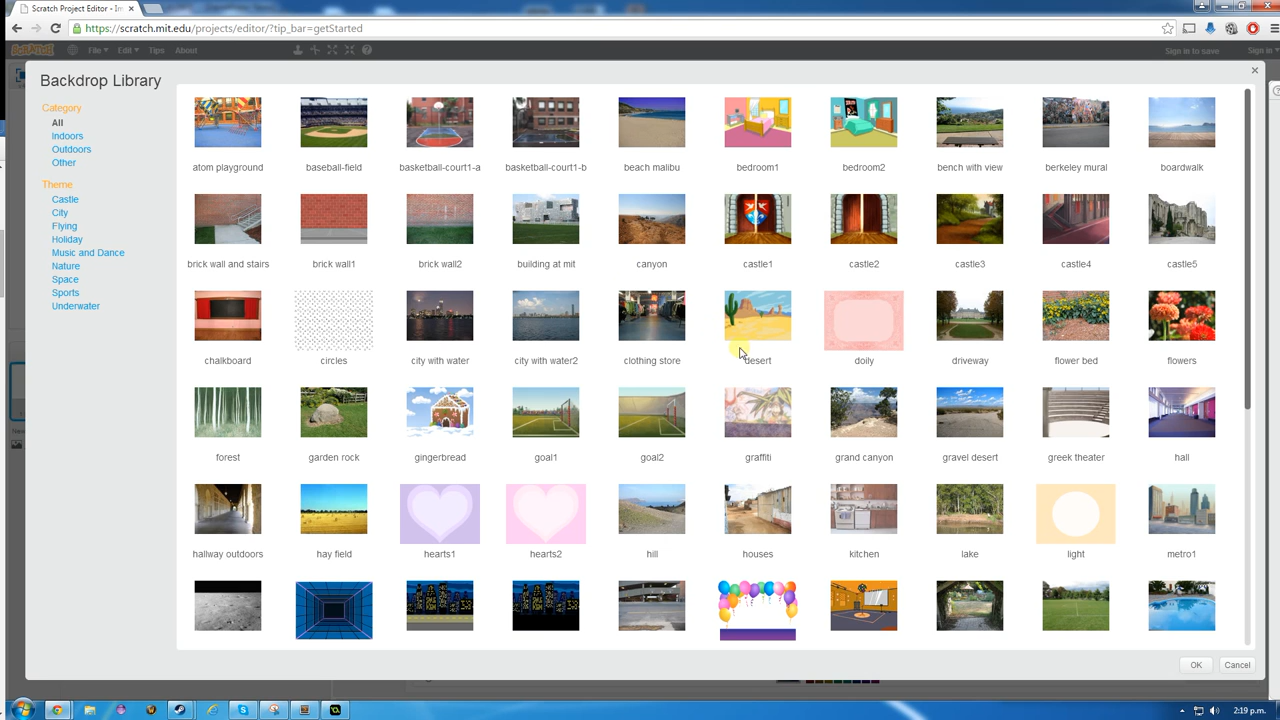 Scratch Project Editor - Im
https://scratch.mit.edu/projects/editor/?tip_bar=getStarted
SCRATCH File Edit Tips About Sign in to save Sign in
Backdrop Library
Category
All
Indoors
Outdoors
Other
Theme
Castle
City
Flying
Holiday
Music and Dance
Nature
Space
Sports
Underwater
atom playground baseball-field basketball-court1-a basketball-court1-b beach malibu bedroom1 bedroom2 bench with view berkeley mural boardwalk
brick wall and stairs brick wall1 brick wall2 building at mit canyon castle1 castle2 castle3 castle4 castle5
chalkboard circles city with water city with water2 clothing store desert doily driveway flower bed flowers
forest garden rock gingerbread goal1 goal2 graffiti grand canyon gravel desert greek theater hall
hallway outdoors hay field hearts1 hearts2 hill houses kitchen lake light metro1
OK Cancel
2:19 p.m.